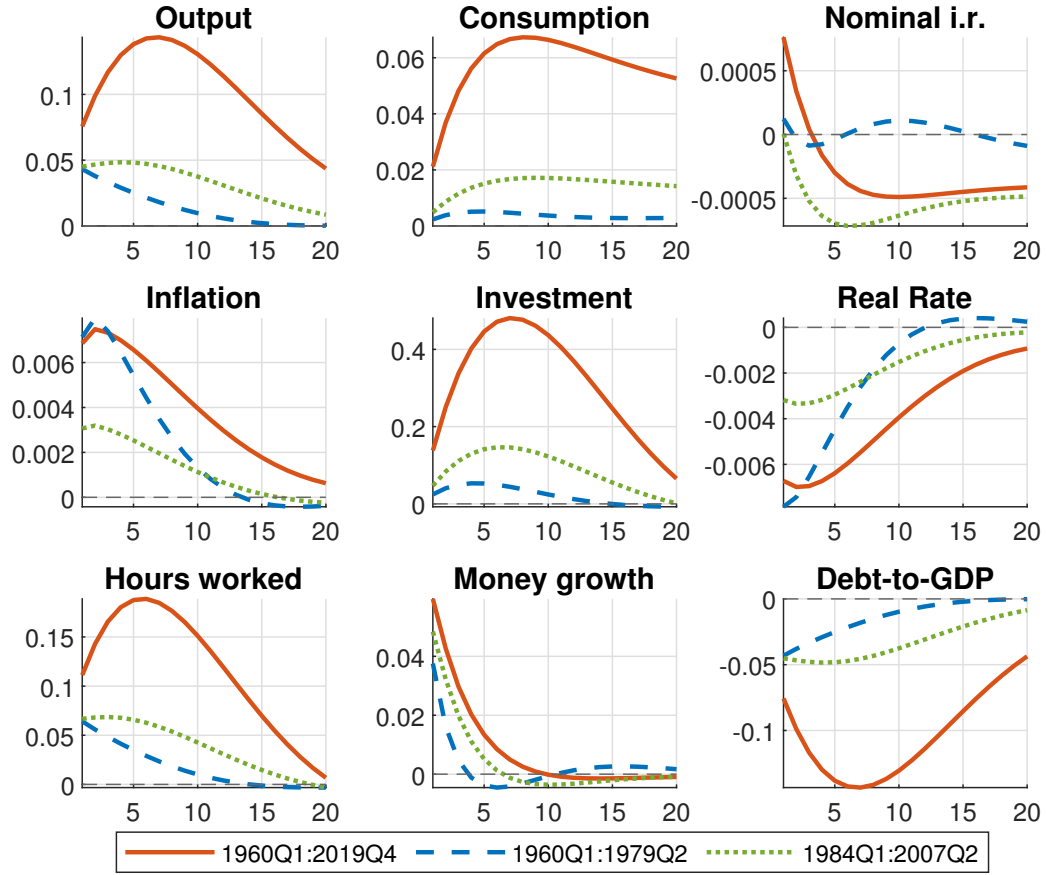 Output
0.1
0.05
0
5 10 15 20
Consumption
0.06
0.04
0.02
0
5 10 15 20
Nominal i.r.
0.0005
0
-0.0005
5 10 15 20
Inflation
0.006
0.004
0.002
0
5 10 15 20
Investment
0.4
0.2
0
5 10 15 20
Real Rate
0
-0.002
-0.004
-0.006
5 10 15 20
Hours worked
0.15
0.1
0.05
0
5 10 15 20
Money growth
0.04
0.02
0
5 10 15 20
Debt-to-GDP
0
-0.05
-0.1
5 10 15 20
1960Q1:2019Q4 1960Q1:1979Q2 1984Q1:2007Q2